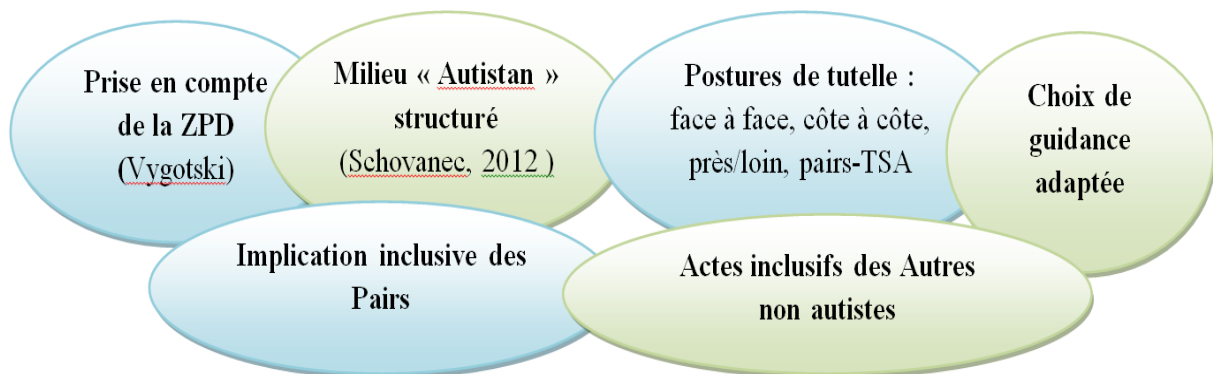 Prise en compte
de la ZPD
(Vygotski)
Milieu « Autistan »
structuré
(Schovanec, 2012 )
Postures de tutelle :
face à face, côte à côte,
près/loin, pairs-TSA
Choix de
guidance
adaptée
Implication inclusive des
Pairs
Actes inclusifs des Autres
non autistes